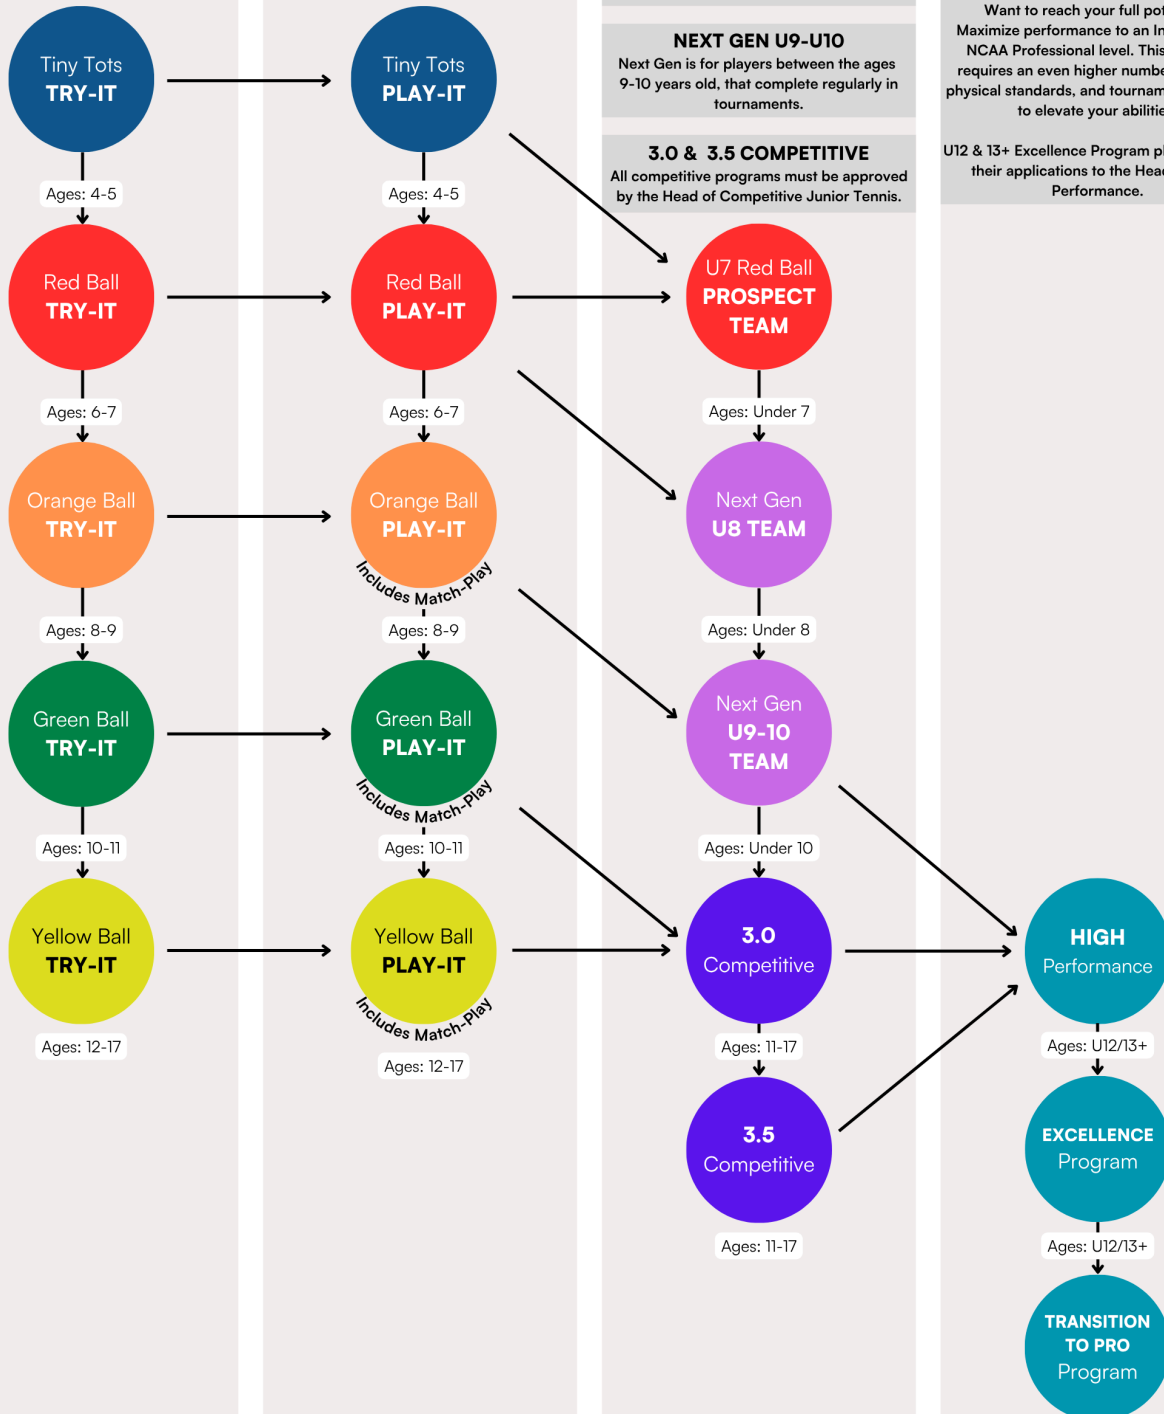 Tiny Tots
TRY-IT
Ages: 4-5
Red Ball
TRY-IT
Ages: 6-7
Orange Ball
TRY-IT
Ages: 8-9
Green Ball
TRY-IT
Ages: 10-11
Yellow Ball
TRY-IT
Ages: 12-17
Tiny Tots
PLAY-IT
Ages: 4-5
Red Ball
PLAY-IT
Ages: 6-7
Orange Ball
PLAY-IT
Includes Match-Play
Ages: 8-9
Green Ball
PLAY-IT
Includes Match-Play
Ages: 10-11
Yellow Ball
PLAY-IT
Includes Match-Play
Ages: 12-17
NEXT GEN U9-U10
Next Gen is for players between the ages
9-10 years old, that complete regularly in
tournaments.
3.0 & 3.5 COMPETITIVE
All competitive programs must be approved
by the Head of Competitive Junior Tennis.
U7 Red Ball
PROSPECT
TEAM
Ages: Under 7
Next Gen
U8 TEAM
Ages: Under 8
Next Gen
U9-10
TEAM
Ages: Under 10
3.0
Competitive
Ages: 11-17
3.5
Competitive
Ages: 11-17
Want to reach your full
Maximize performance to an
NCAA Professional level. This
requires an even higher
physical standards, and
to elevate your
U12 & 13+ Excellence Program
their applications to the
Performance.
HIGH
Performance
Ages: U12/13+
EXCELLENCE
Program
Ages: U12/13+
TRANSITION
TO PRO
Program